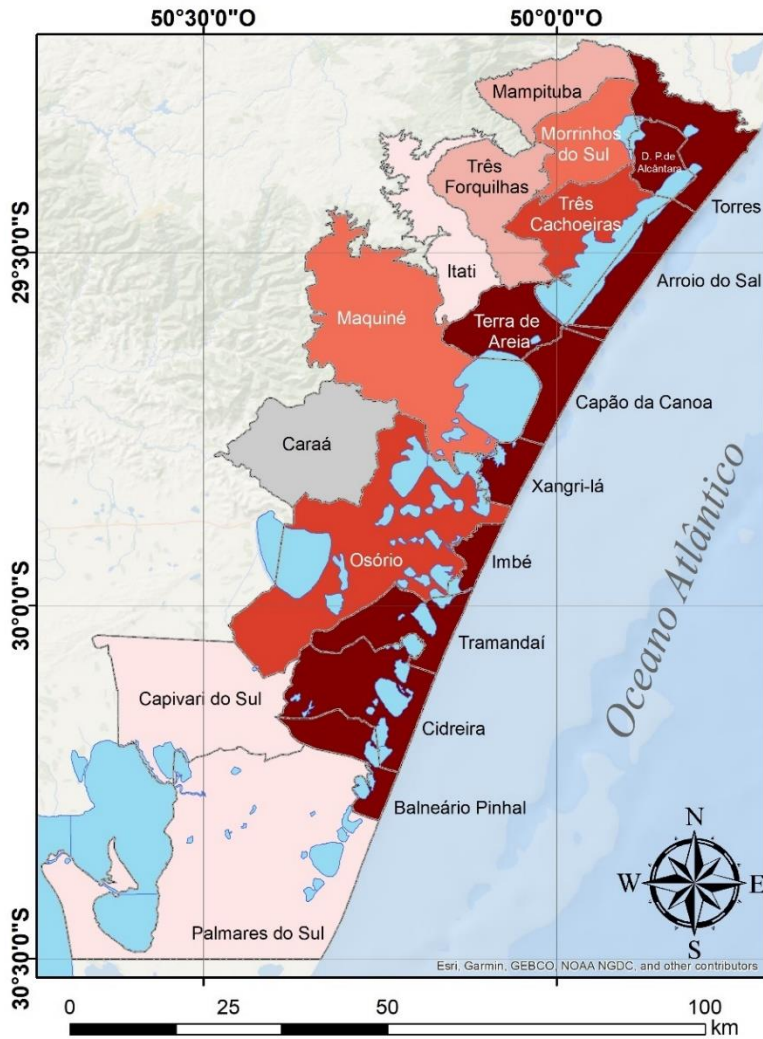 50°30'0"O
50°0'0"O
Mampituba
Morrinhos
do Sul
D. P. de
Alcântara
Três
Forquilhas
Três
Cachoeiras
Torres
29°30'0"S
Itati
Arroio do Sal
Maquiné
Terra de
Areia
Capão da Canoa
Caraá
Xangri-lá
Osório
Imbé
Oceano Atlântico
30°0'0"S
Tramandaí
Capivari do Sul
Cidreira
Balneário Pinhal
N
W
E
S
Palmares do Sul
30°30'0"S
Esri, Garmin, GEBCO, NOAA NGDC, and other contributors
0
25
50
100
km